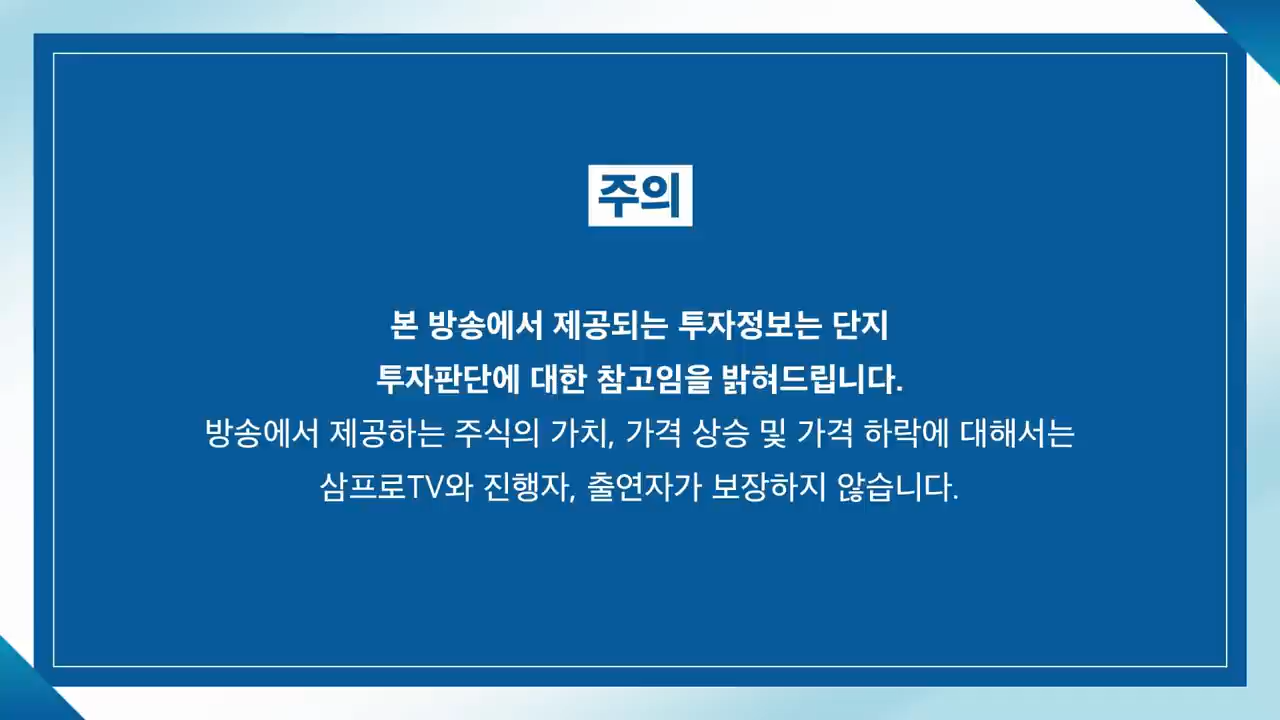 주의
본 방송에서 제공되는 투자정보는 단지
투자판단에 대한 참고임을 밝혀드립니다.
방송에서 제공하는 주식의 가치, 가격 상승 및 가격 하락에 대해서는
삼프로TV와 진행자, 출연자가 보장하지 않습니다.